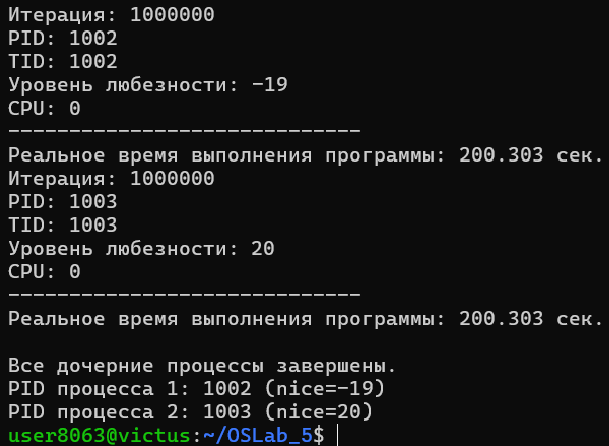 Итерация: 1000000
PID: 1002
TID: 1002
Уровень любезности: -19
CPU: 0
-----------------------------
Реальное время выполнения программы: 200.303 сек.
Итерация: 1000000
PID: 1003
TID: 1003
Уровень любезности: 20
CPU: 0
-----------------------------
Реальное время выполнения программы: 200.303 сек.
Все дочерние процессы завершены.
PID процесса 1: 1002 (nice=-19)
PID процесса 2: 1003 (nice=20)
user8063@victus:~/OSLab_5$